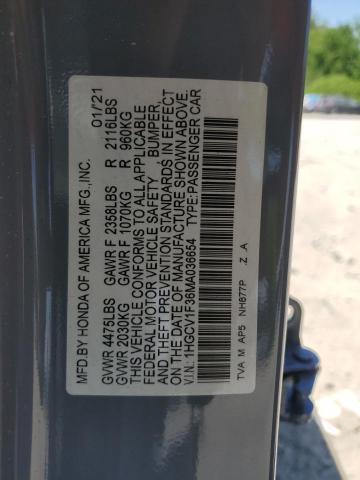 MFD.BY HONDA OF AMERICA MFG.,INC. 01/21
GVWR 4475LBS GAWR F 2358LBS R 2116LBS
GVWR 2030KG GAWR F 1070KG R 960KG
THIS VEHICLE CONFORMS TO ALL APPLICABLE
FEDERAL MOTOR VEHICLE SAFETY, BUMPER,
AND THEFT PREVENTION STANDARDS IN EFFECT
ON THE DATE OF MANUFACTURE SHOWN ABOVE.
V.I.N.: 1HGCV1F36MA036654 TYPE:PASSENGER CAR
TVA M AP5 NH877P .Z .A